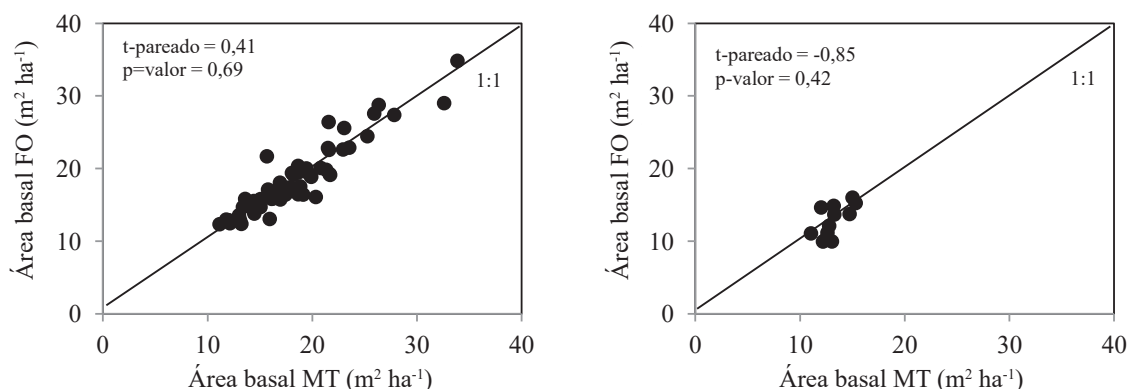 40
30
20
10
0
Área basal FO (m² ha⁻¹)
t-pareado = 0,41
p=valor = 0,69
1:1
10 20 30 40
Área basal MT (m² ha⁻¹)
40
30
20
10
0
Área basal FO (m² ha⁻¹)
t-pareado = -0,85
p-valor = 0,42
1:1
0 10 20 30 40
Área basal MT (m² ha⁻¹)